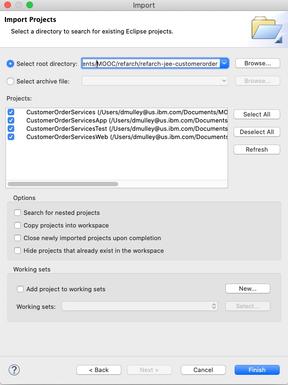 Import
Import Projects
Select a directory to search for existing Eclipse projects.
Select root directory: ents/MOOC/refarch/refarch-jee-customerorder Browse...
Select archive file: Browse...
Projects:
CustomerOrderServices (/Users/dmulley@us.ibm.com/Documents/MO
CustomerOrderServicesApp (/Users/dmulley@us.ibm.com/Documents
CustomerOrderServicesTest (/Users/dmulley@us.ibm.com/Documents
CustomerOrderServicesWeb (/Users/dmulley@us.ibm.com/Documents
Select All
Deselect All
Refresh
Options
Search for nested projects
Copy projects into workspace
Close newly imported projects upon completion
Hide projects that already exist in the workspace
Working sets
Add project to working sets New...
Working sets: Select...
? < Back Next > Cancel Finish